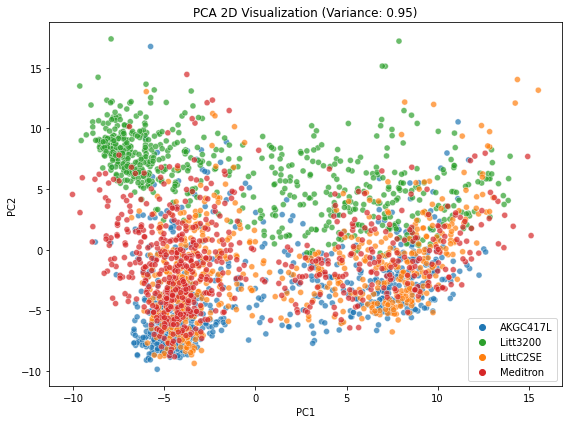 PCA 2D Visualization (Variance: 0.95)
15
10
5
0
−5
−10
PC2
−10
−5
0
5
10
15
PC1
AKGC417L
Litt3200
LittC2SE
Meditron